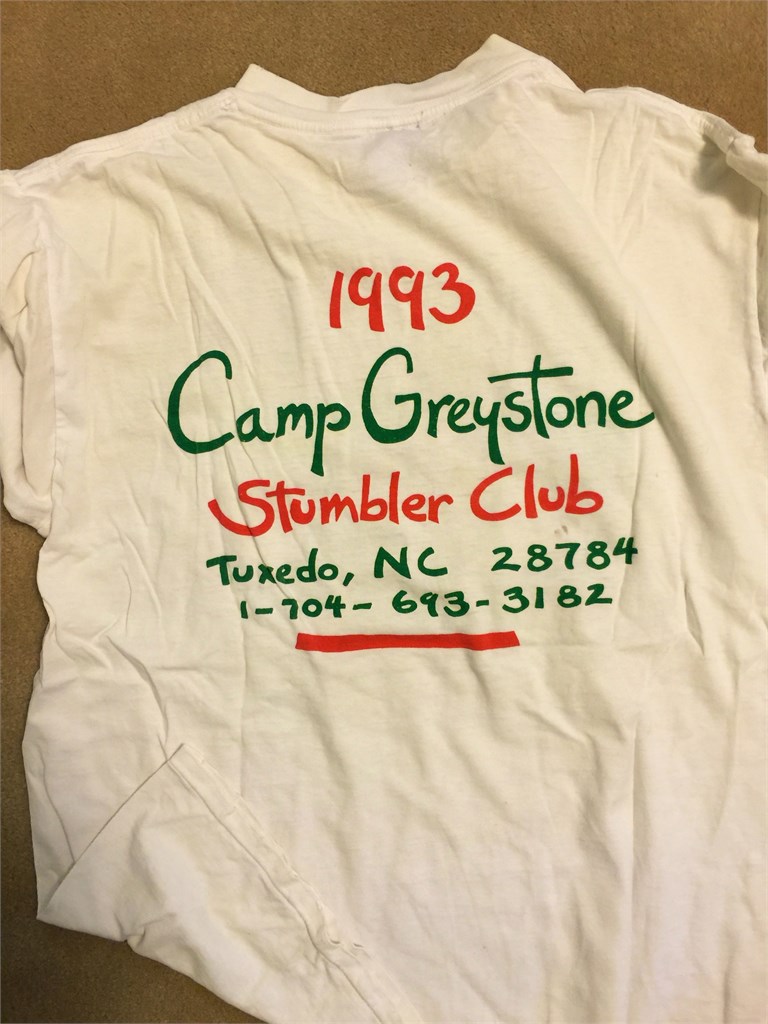 1993
Camp Greystone
Stumbler Club
Tuxedo, NC 28784
1-704-693-3182